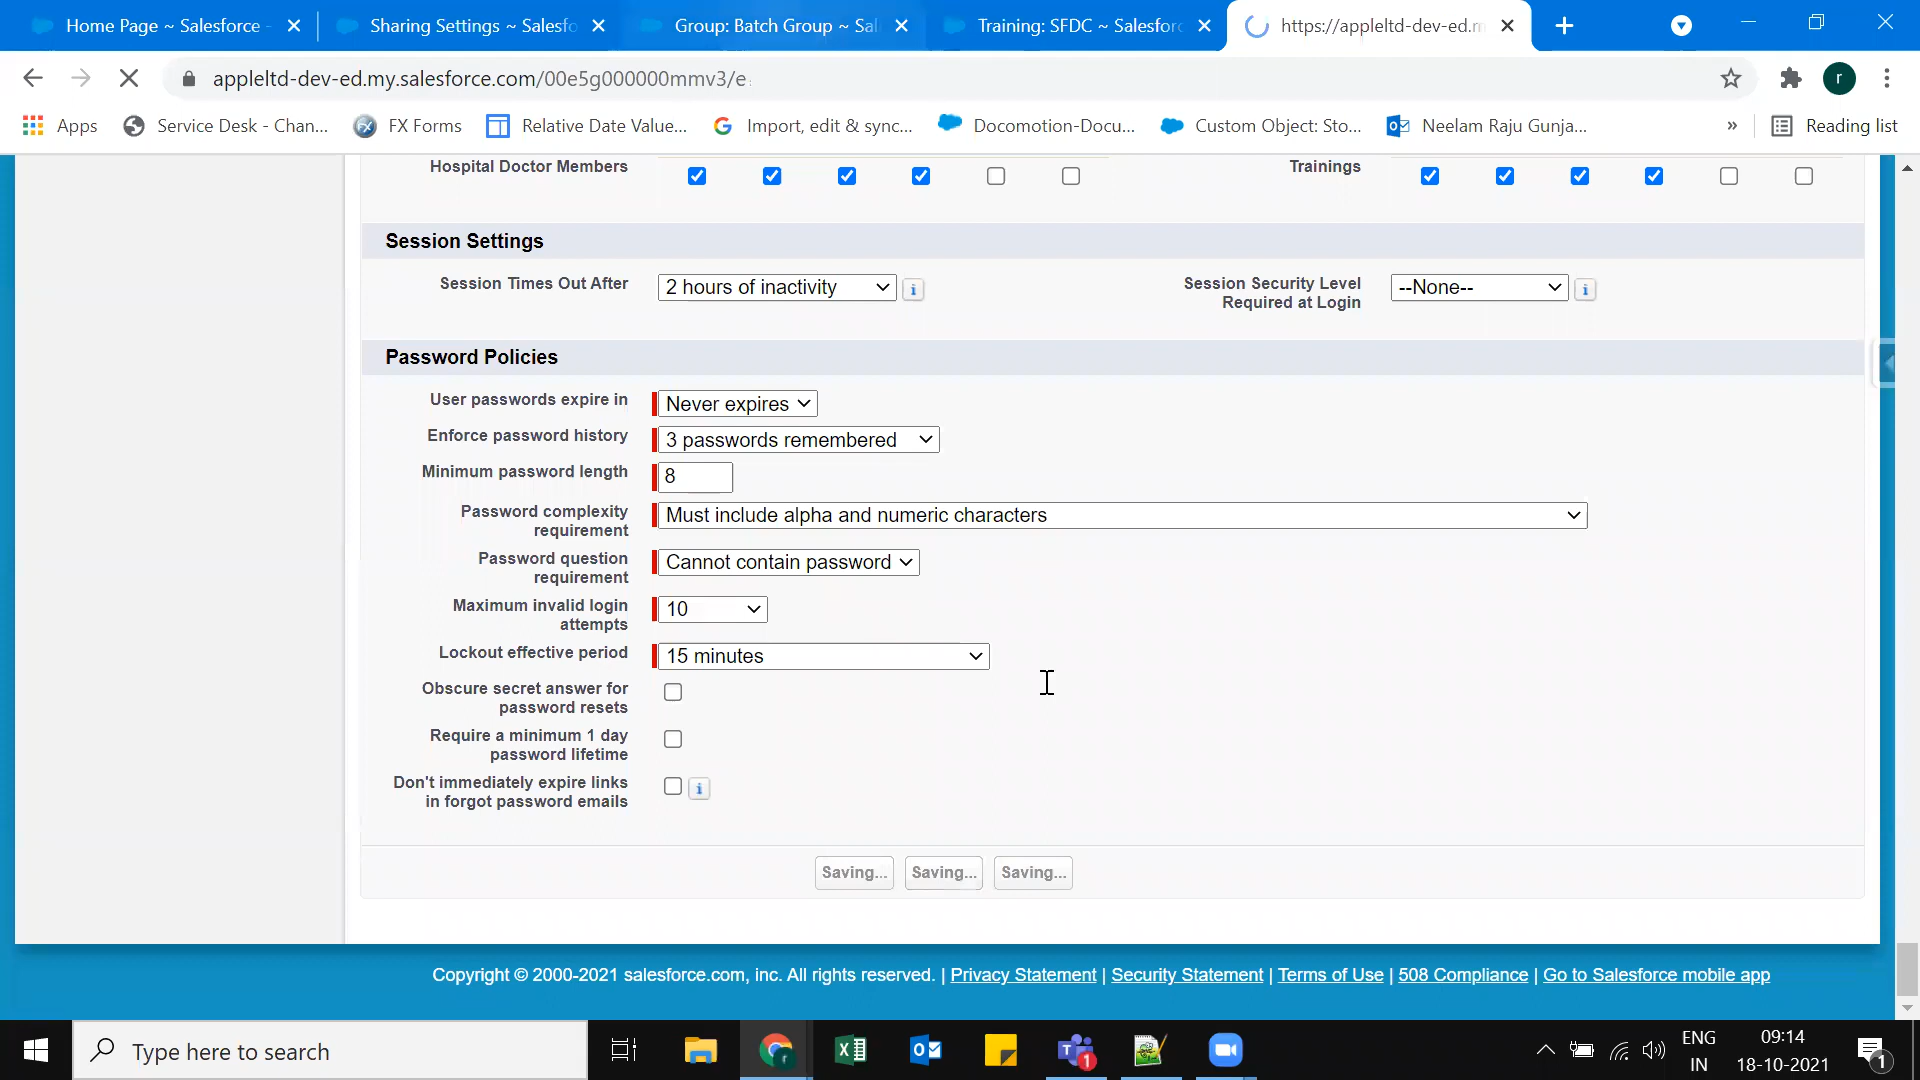 Home Page ~ Salesforce -
Sharing Settings ~ Salesfo
Group: Batch Group ~ Sal
Training: SFDC ~ Salesforc
https://appleltd-dev-ed.m
appleltd-dev-ed.my.salesforce.com/00e5g000000mmv3/e
r
Apps
Service Desk - Chan...
FX Forms
Relative Date Value...
Import, edit & sync...
Docomotion-Docu...
Custom Object: Sto...
Neelam Raju Gunja...
»
Reading list
Hospital Doctor Members
Trainings
Session Settings
Session Times Out After
2 hours of inactivity
Session Security Level
Required at Login
--None--
Password Policies
User passwords expire in
Never expires
Enforce password history
3 passwords remembered
Minimum password length
8
Password complexity
requirement
Must include alpha and numeric characters
Password question
requirement
Cannot contain password
Maximum invalid login
attempts
10
Lockout effective period
15 minutes
Obscure secret answer for
password resets
Require a minimum 1 day
password lifetime
Don't immediately expire links
in forgot password emails
Saving... Saving... Saving...
Copyright © 2000-2021 salesforce.com, inc. All rights reserved. | Privacy Statement | Security Statement | Terms of Use | 508 Compliance | Go to Salesforce mobile app
Type here to search
1
ENG
IN
09:14
18-10-2021
1